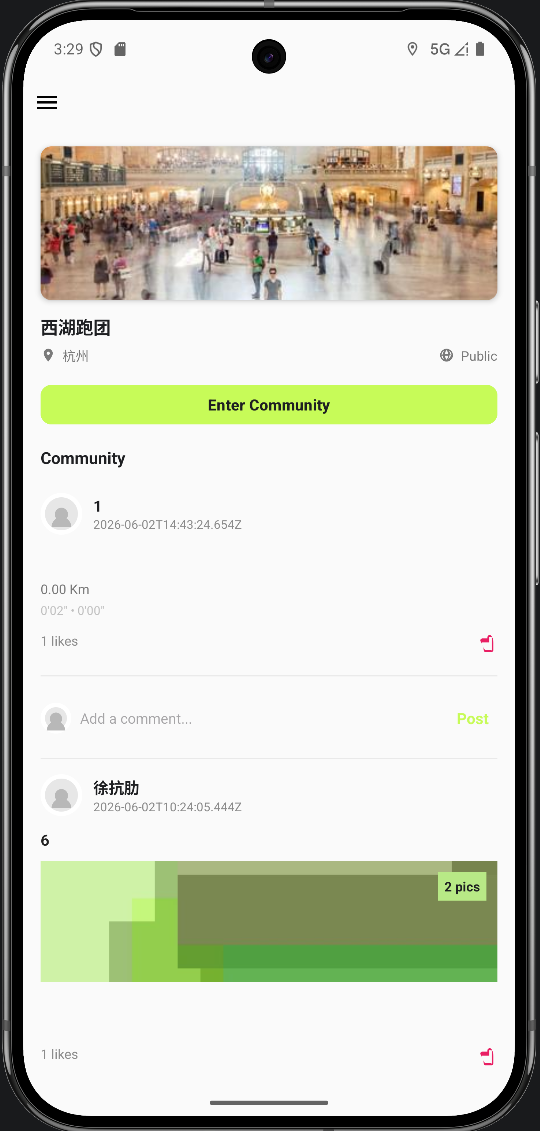 3:29
5G
西湖跑团
杭州
Public
Enter Community
Community
1
2026-06-02T14:43:24.654Z
0.00 Km
0'02" • 0'00"
1 likes
Add a comment...
Post
徐抗肋
2026-06-02T10:24:05.444Z
6
2 pics
1 likes